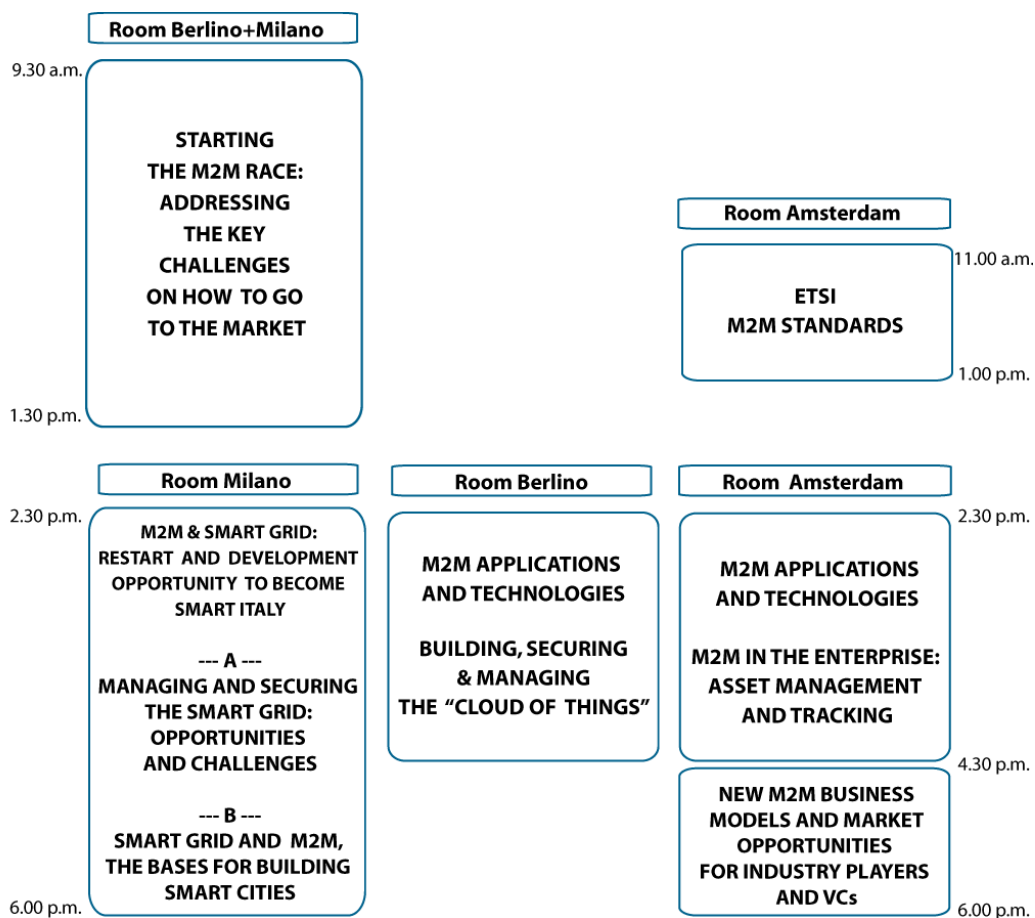 Room Berlino+Milano
9.30 a.m.
STARTING
THE M2M RACE:
ADDRESSING
THE KEY
CHALLENGES
ON HOW TO GO
TO THE MARKET
1.30 p.m.
Room Amsterdam
11.00 a.m.
ETSI
M2M STANDARDS
1.00 p.m.
Room Milano
2.30 p.m.
M2M & SMART GRID:
RESTART AND DEVELOPMENT
OPPORTUNITY TO BECOME
SMART ITALY
--- A ---
MANAGING AND SECURING
THE SMART GRID:
OPPORTUNITIES
AND CHALLENGES
--- B ---
SMART GRID AND M2M,
THE BASES FOR BUILDING
SMART CITIES
6.00 p.m.
Room Berlino
M2M APPLICATIONS
AND TECHNOLOGIES
BUILDING, SECURING
& MANAGING
THE “CLOUD OF THINGS”
Room Amsterdam
2.30 p.m.
M2M APPLICATIONS
AND TECHNOLOGIES
M2M IN THE ENTERPRISE:
ASSET MANAGEMENT
AND TRACKING
4.30 p.m.
NEW M2M BUSINESS
MODELS AND MARKET
OPPORTUNITIES
FOR INDUSTRY PLAYERS
AND VCs
6.00 p.m.